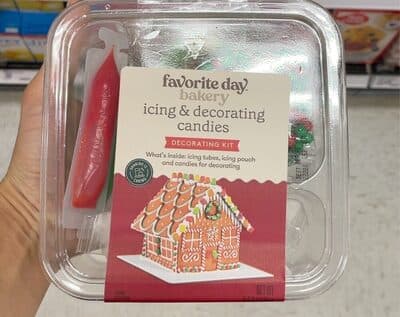 favorite day
bakery
icing & decorating
candies
DECORATING KIT
What's inside: icing tubes, icing pouch
and candies for decorating